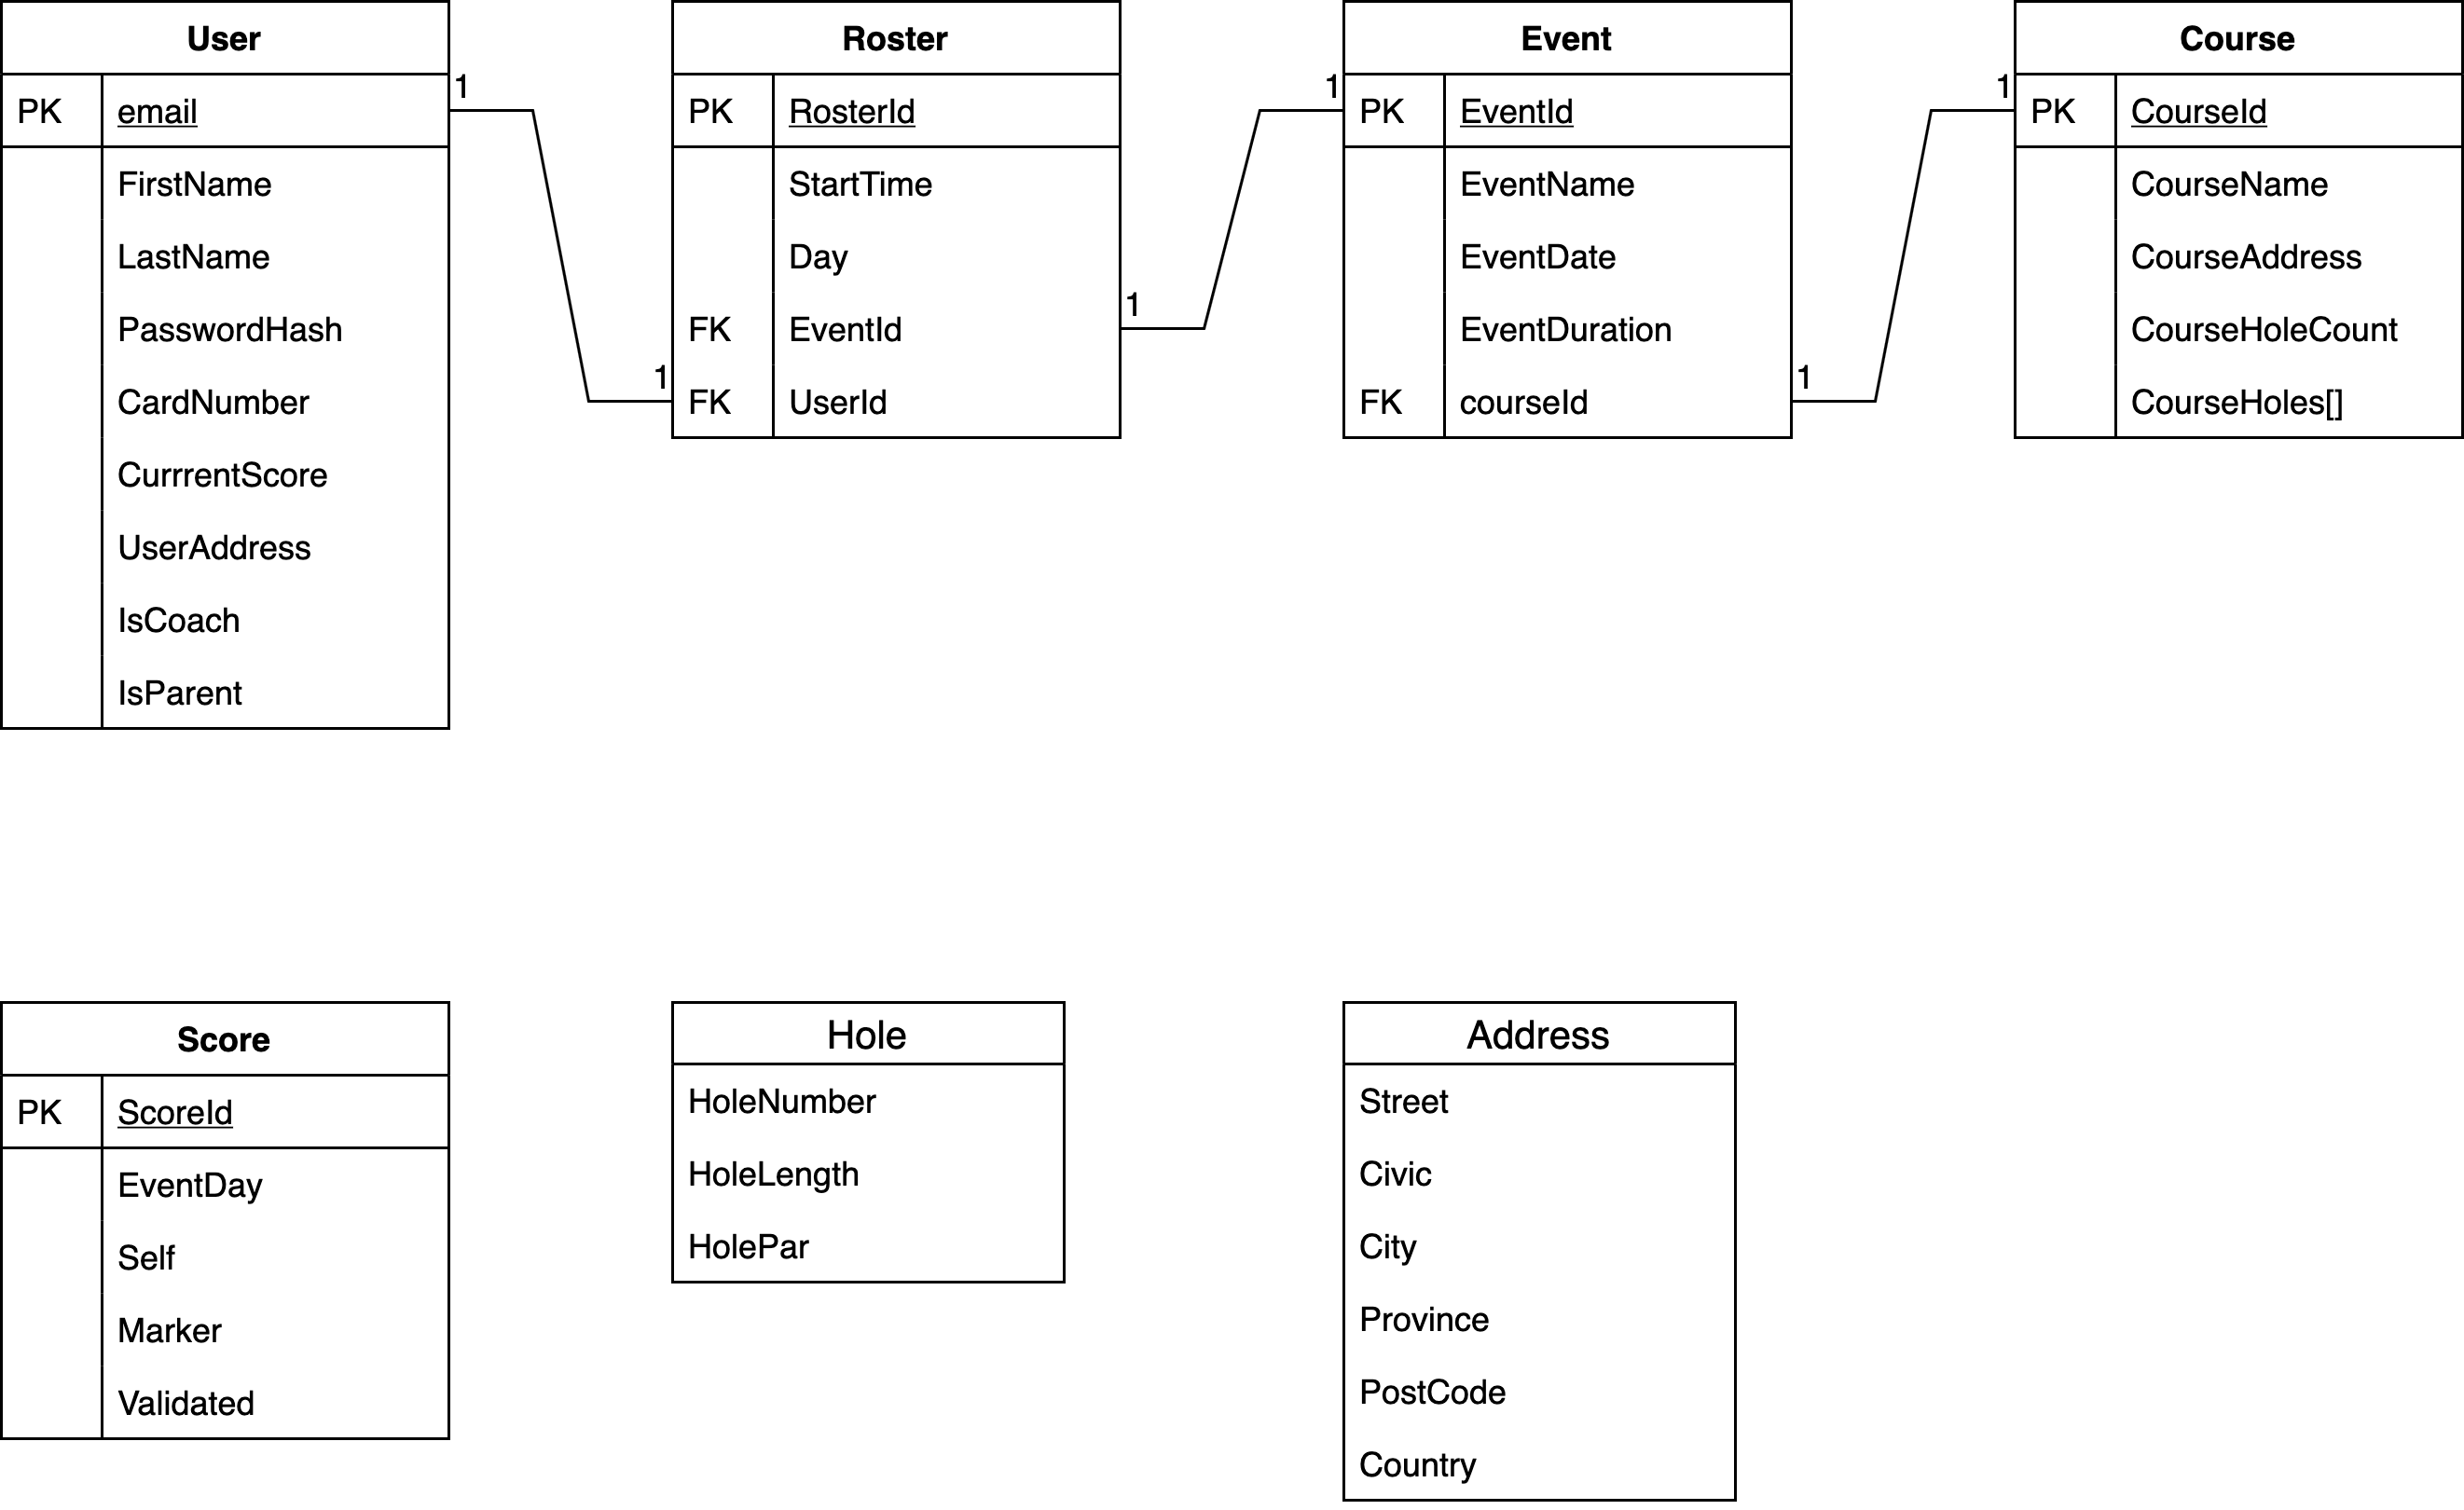 User
PK email
FirstName
LastName
PasswordHash
CardNumber
CurrrentScore
UserAddress
IsCoach
IsParent
1
1
Roster
PK RosterId
StartTime
Day
FK EventId
FK UserId
1
1
Event
PK EventId
EventName
EventDate
EventDuration
FK courseId
1
1
Course
PK CourseId
CourseName
CourseAddress
CourseHoleCount
CourseHoles[]
Score
PK ScoreId
EventDay
Self
Marker
Validated
Hole
HoleNumber
HoleLength
HolePar
Address
Street
Civic
City
Province
PostCode
Country